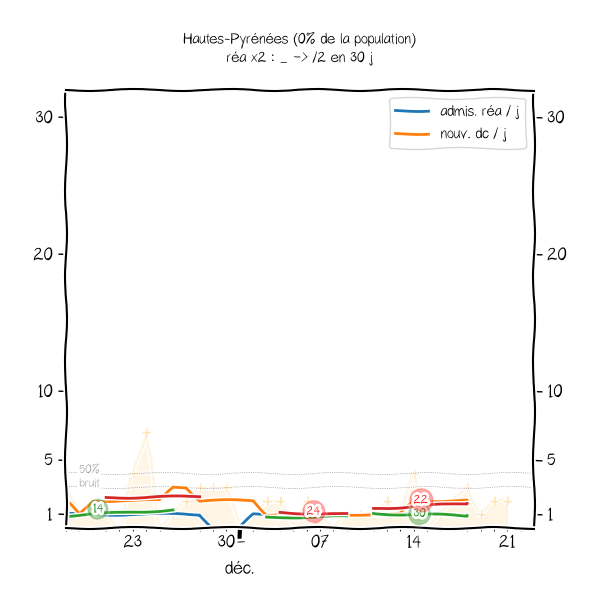 Hautes-Pyrénées (0% de la population)
réa x2 : _ -> /2 en 30 j
admis. réa / j
nouv. dc / j
30 30
20 20
10 10
5 5
50%
bruit
1 1
14
24
22
30
23 30 07 14 21
déc.